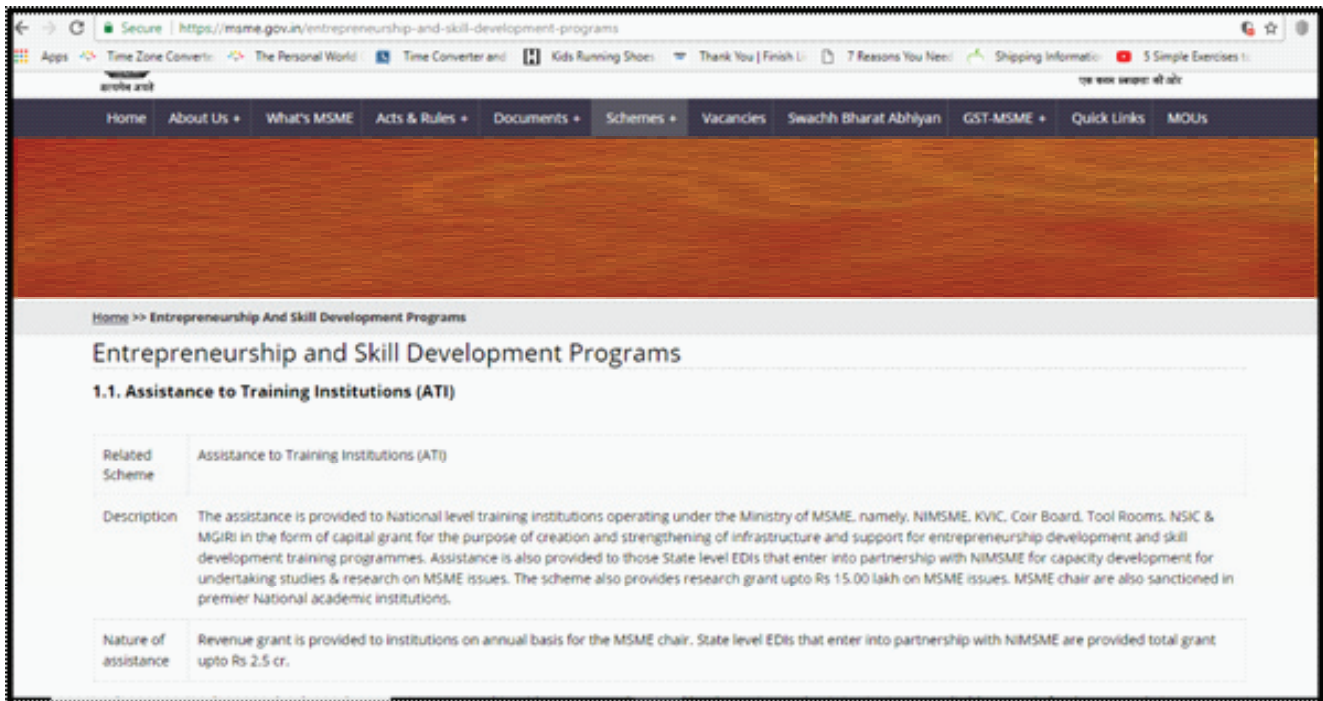 Secure https://msme.gov.in/entrepreneurship-and-skill-development-programs
Apps Time Zone Converte The Personal World Time Converter and Kids Running Shoes Thank You | Finish Li 7 Reasons You Need Shipping Informatio 5 Simple Exercises to
सत्यमेव जयते
एक कदम स्वच्छता की ओर
Home About Us + What's MSME Acts & Rules + Documents + Schemes + Vacancies Swachh Bharat Abhiyan GST-MSME + Quick Links MOUs
Home >> Entrepreneurship And Skill Development Programs
Entrepreneurship and Skill Development Programs
1.1. Assistance to Training Institutions (ATI)
Related Assistance to Training Institutions (ATI)
Scheme
Description The assistance is provided to National level training institutions operating under the Ministry of MSME, namely, NIMSME, KVIC, Coir Board, Tool Rooms, NSIC &
MGIRI in the form of capital grant for the purpose of creation and strengthening of infrastructure and support for entrepreneurship development and skill
development training programmes. Assistance is also provided to those State level EDIs that enter into partnership with NIMSME for capacity development for
undertaking studies & research on MSME issues. The scheme also provides research grant upto Rs 15.00 lakh on MSME issues. MSME chair are also sanctioned in
premier National academic institutions.
Nature of Revenue grant is provided to institutions on annual basis for the MSME chair. State level EDIs that enter into partnership with NIMSME are provided total grant
assistance upto Rs 2.5 cr.